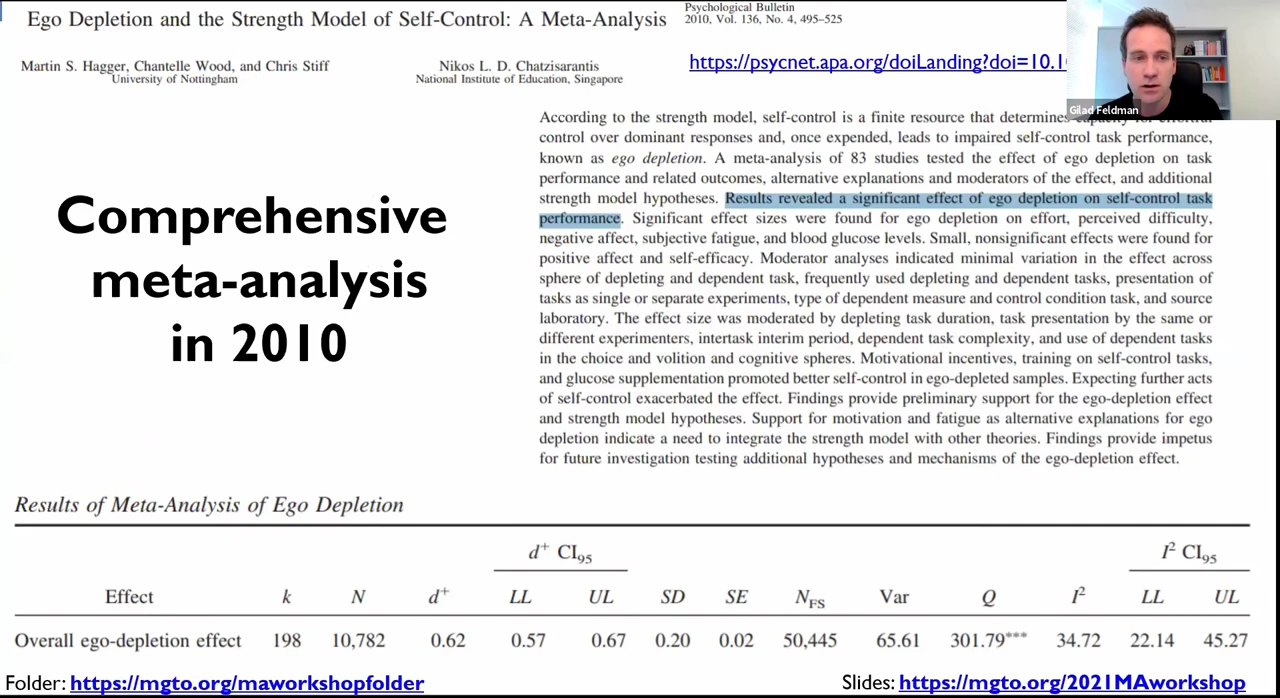 Ego Depletion and the Strength Model of Self-Control: A Meta-Analysis
Psychological Bulletin
2010, Vol. 136, No. 4, 495–525
Martin S. Hagger, Chantelle Wood, and Chris Stiff
University of Nottingham
Nikos L. D. Chatzisarantis
National Institute of Education, Singapore
https://psycnet.apa.org/doiLanding?doi=10.1
Gilad Feldman
According to the strength model, self-control is a finite resource that determines capacity for effortful
control over dominant responses and, once expended, leads to impaired self-control task performance,
known as ego depletion. A meta-analysis of 83 studies tested the effect of ego depletion on task
performance and related outcomes, alternative explanations and moderators of the effect, and additional
strength model hypotheses. Results revealed a significant effect of ego depletion on self-control task
performance. Significant effect sizes were found for ego depletion on effort, perceived difficulty,
negative affect, subjective fatigue, and blood glucose levels. Small, nonsignificant effects were found for
positive affect and self-efficacy. Moderator analyses indicated minimal variation in the effect across
sphere of depleting and dependent task, frequently used depleting and dependent tasks, presentation of
tasks as single or separate experiments, type of dependent measure and control condition task, and source
laboratory. The effect size was moderated by depleting task duration, task presentation by the same or
different experimenters, intertask interim period, dependent task complexity, and use of dependent tasks
in the choice and volition and cognitive spheres. Motivational incentives, training on self-control tasks,
and glucose supplementation promoted better self-control in ego-depleted samples. Expecting further acts
of self-control exacerbated the effect. Findings provide preliminary support for the ego-depletion effect
and strength model hypotheses. Support for motivation and fatigue as alternative explanations for ego
depletion indicate a need to integrate the strength model with other theories. Findings provide impetus
for future investigation testing additional hypotheses and mechanisms of the ego-depletion effect.
Comprehensive
meta-analysis
in 2010
Results of Meta-Analysis of Ego Depletion
d⁺ CI₉₅ I² CI₉₅
Effect k N d⁺ LL UL SD SE N_FS Var Q I² LL UL
Overall ego-depletion effect 198 10,782 0.62 0.57 0.67 0.20 0.02 50,445 65.61 301.79*** 34.72 22.14 45.27
Folder: https://mgto.org/maworkshopfolder
Slides: https://mgto.org/2021MAworkshop